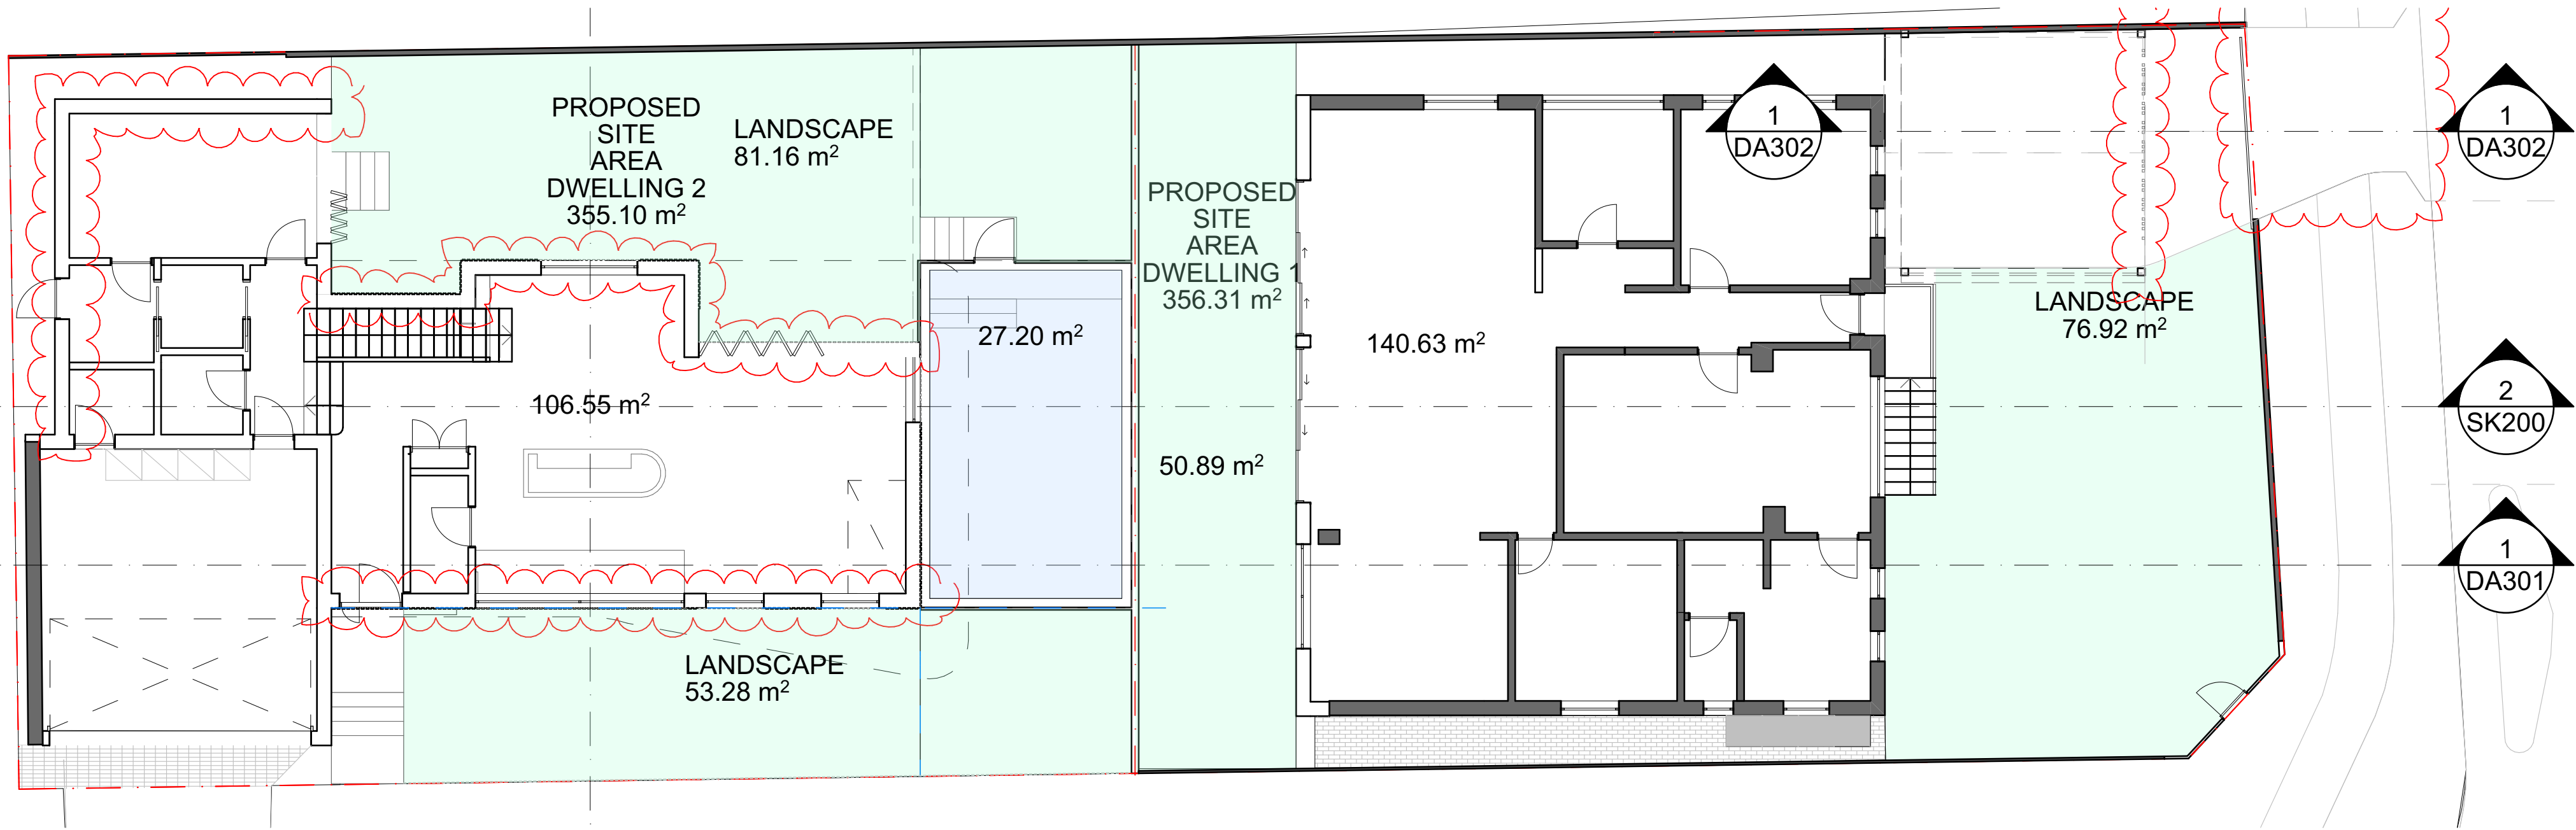 PROPOSED
SITE
AREA
DWELLING 2
355.10 m²
LANDSCAPE
81.16 m²
106.55 m²
27.20 m²
LANDSCAPE
53.28 m²
PROPOSED
SITE
AREA
DWELLING 1
356.31 m²
50.89 m²
140.63 m²
1
DA302
LANDSCAPE
76.92 m²
1
DA302
2
SK200
1
DA301